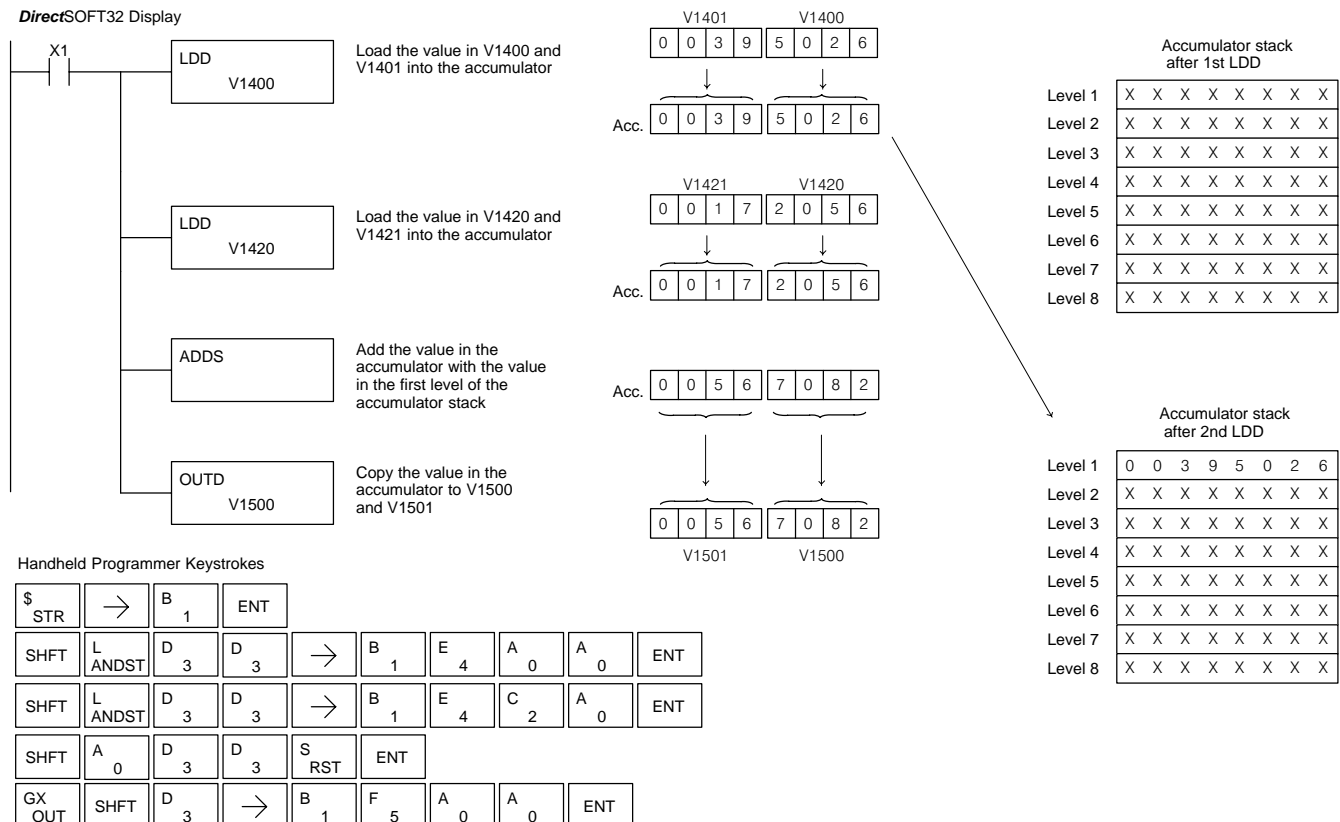 DirectSOFT32 Display
X1
LDD
V1400
Load the value in V1400 and
V1401 into the accumulator
V1401 V1400
0 0 3 9 5 0 2 6
Acc. 0 0 3 9 5 0 2 6
LDD
V1420
Load the value in V1420 and
V1421 into the accumulator
V1421 V1420
0 0 1 7 2 0 5 6
Acc. 0 0 1 7 2 0 5 6
ADDS
Add the value in the
accumulator with the value
in the first level of the
accumulator stack
Acc. 0 0 5 6 7 0 8 2
OUTD
V1500
Copy the value in the
accumulator to V1500
and V1501
0 0 5 6 7 0 8 2
V1501 V1500
Accumulator stack
after 1st LDD
Level 1 X X X X X X X X
Level 2 X X X X X X X X
Level 3 X X X X X X X X
Level 4 X X X X X X X X
Level 5 X X X X X X X X
Level 6 X X X X X X X X
Level 7 X X X X X X X X
Level 8 X X X X X X X X
Accumulator stack
after 2nd LDD
Level 1 0 0 3 9 5 0 2 6
Level 2 X X X X X X X X
Level 3 X X X X X X X X
Level 4 X X X X X X X X
Level 5 X X X X X X X X
Level 6 X X X X X X X X
Level 7 X X X X X X X X
Level 8 X X X X X X X X
Handheld Programmer Keystrokes
$ STR → B 1 ENT
SHFT L ANDST D 3 D 3 → B 1 E 4 A 0 A 0 ENT
SHFT L ANDST D 3 D 3 → B 1 E 4 C 2 A 0 ENT
SHFT A 0 D 3 D 3 S RST ENT
GX OUT SHFT D 3 → B 1 F 5 A 0 A 0 ENT